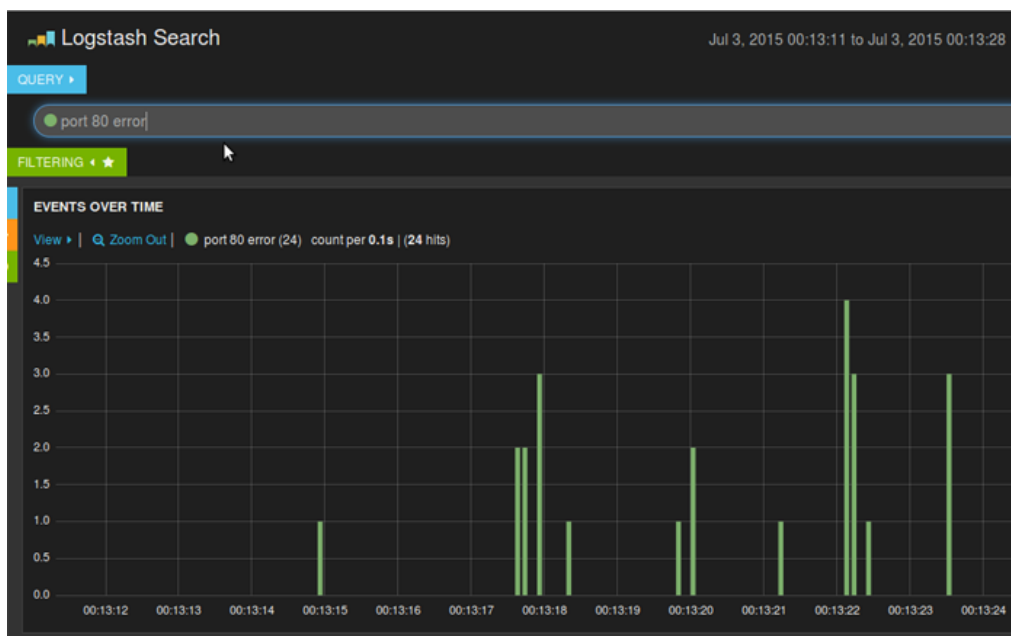 Logstash Search
Jul 3, 2015 00:13:11 to Jul 3, 2015 00:13:28
QUERY
port 80 error
FILTERING
EVENTS OVER TIME
View | Zoom Out | port 80 error (24) count per 0.1s | (24 hits)
4.5
4.0
3.5
3.0
2.5
2.0
1.5
1.0
0.5
0.0
00:13:12 00:13:13 00:13:14 00:13:15 00:13:16 00:13:17 00:13:18 00:13:19 00:13:20 00:13:21 00:13:22 00:13:23 00:13:24